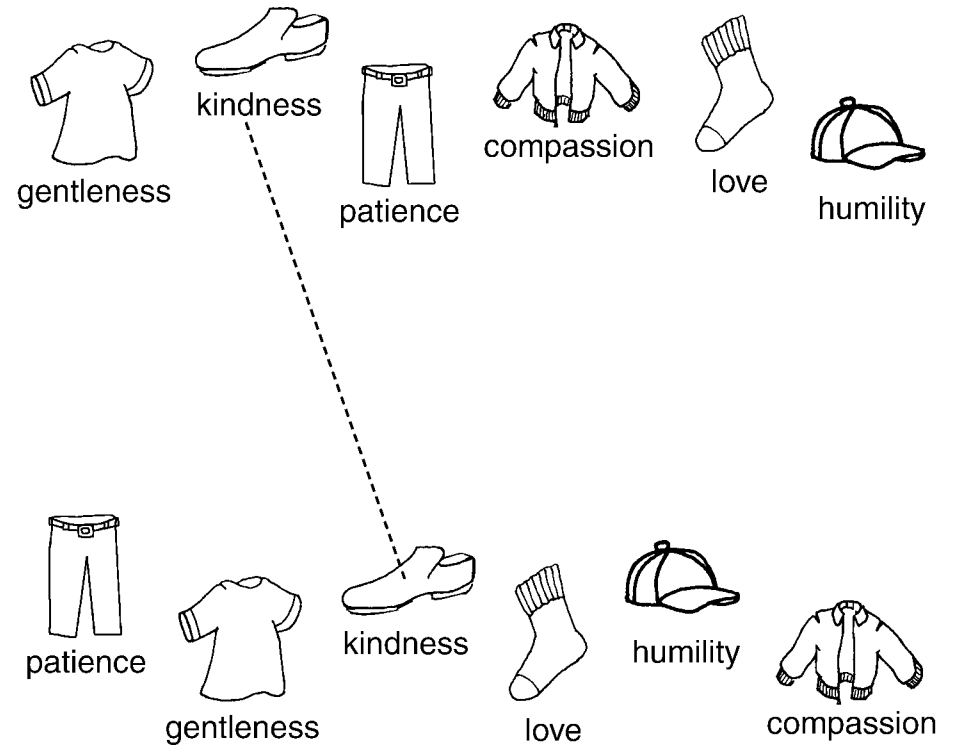 gentleness
kindness
patience
compassion
love
humility
patience
gentleness
kindness
love
humility
compassion